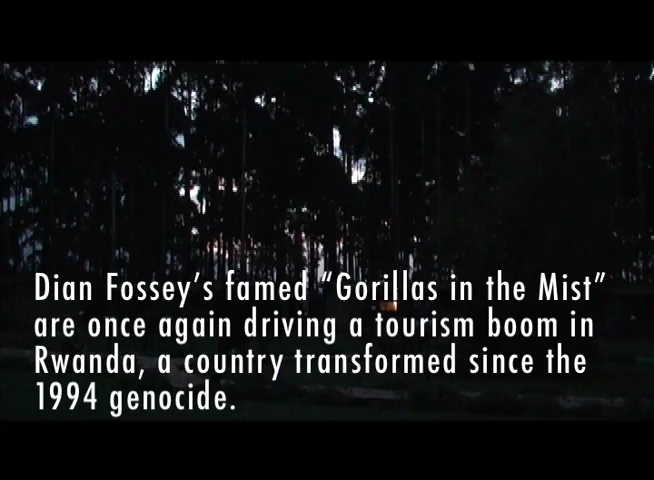 Dian Fossey's famed “Gorillas in the Mist”
are once again driving a tourism boom in
Rwanda, a country transformed since the
1994 genocide.